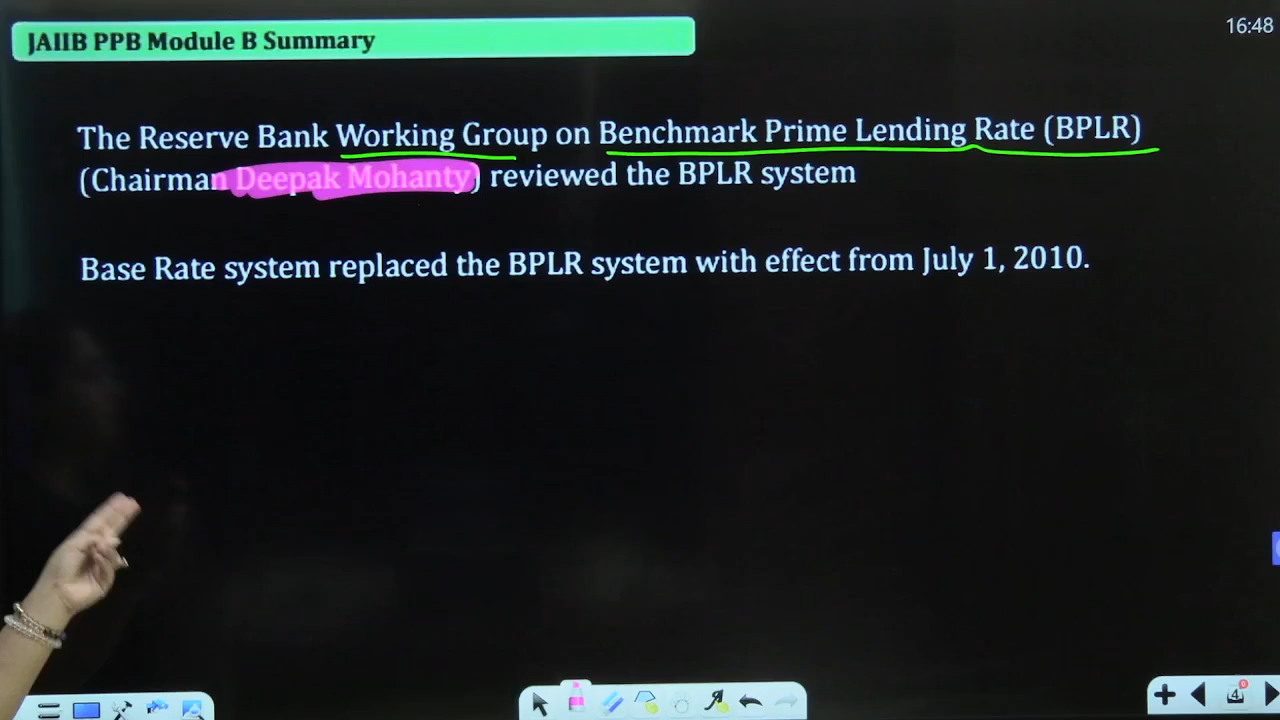 JAIIB PPB Module B Summary
16:48
The Reserve Bank Working Group on Benchmark Prime Lending Rate (BPLR)
(Chairman Deepak Mohanty) reviewed the BPLR system
Base Rate system replaced the BPLR system with effect from July 1, 2010.
4